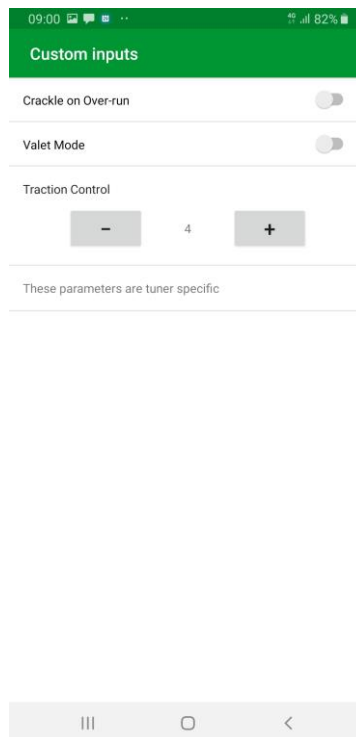 09:00
4G 82%
Custom inputs
Crackle on Over-run
Valet Mode
Traction Control
− 4 +
These parameters are tuner specific